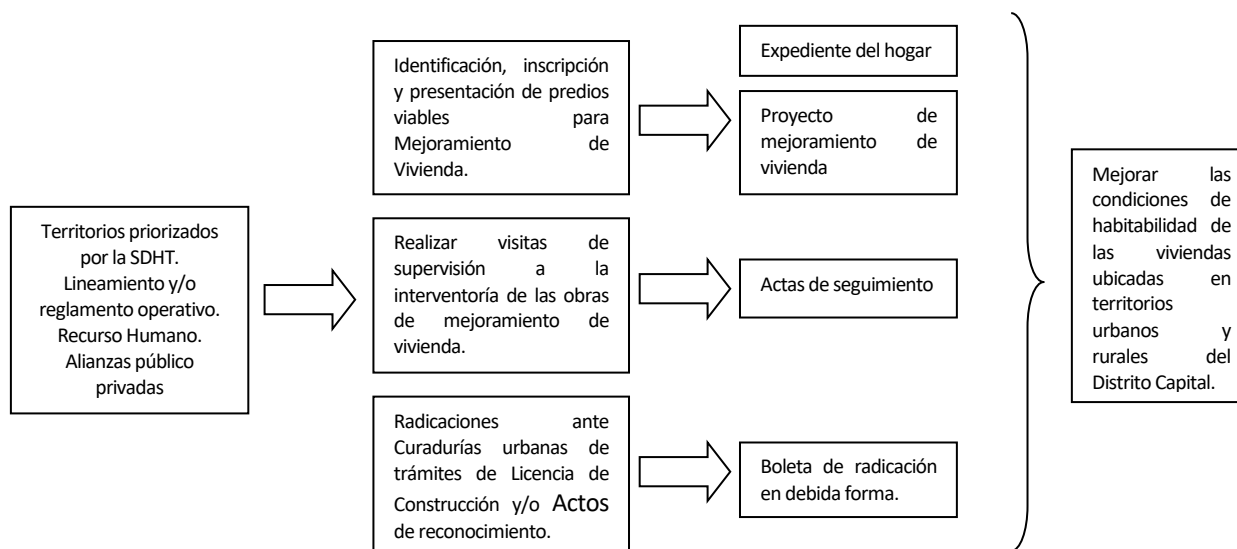 Territorios priorizados
por la SDHT.
Lineamiento y/o
reglamento operativo.
Recurso Humano.
Alianzas público
privadas
Identificación, inscripción
y presentación de predios
viables para
Mejoramiento de
Vivienda.
Expediente del hogar
Proyecto de
mejoramiento de
vivienda
Realizar visitas de
supervisión a la
interventoría de las obras
de mejoramiento de
vivienda.
Actas de seguimiento
Radicaciones ante
Curadurías urbanas de
trámites de Licencia de
Construcción y/o Actos
de reconocimiento.
Boleta de radicación
en debida forma.
Mejorar las
condiciones de
habitabilidad de
las viviendas
ubicadas en
territorios
urbanos y
rurales del
Distrito Capital.